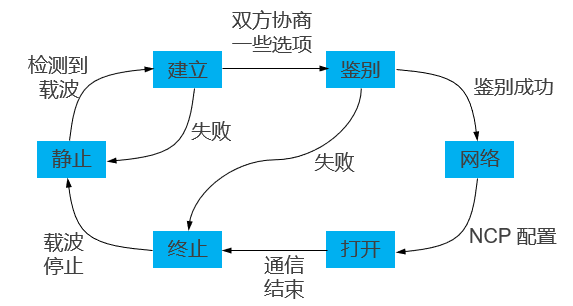 双方协商
一些选项
检测到
载波
建立
鉴别
鉴别成功
失败
失败
静止
网络
载波
停止
终止
打开
NCP 配置
通信
结束